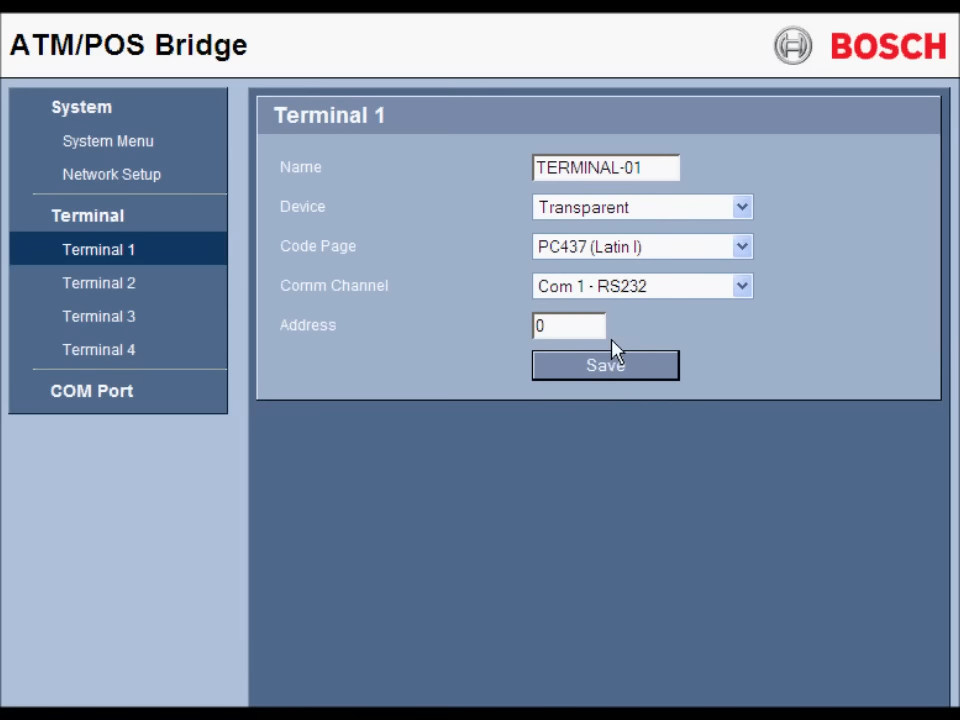 ATM/POS Bridge
BOSCH
System
System Menu
Network Setup
Terminal
Terminal 1
Terminal 2
Terminal 3
Terminal 4
COM Port
Terminal 1
Name TERMINAL-01
Device Transparent
Code Page PC437 (Latin I)
Comm Channel Com 1 - RS232
Address 0
Save